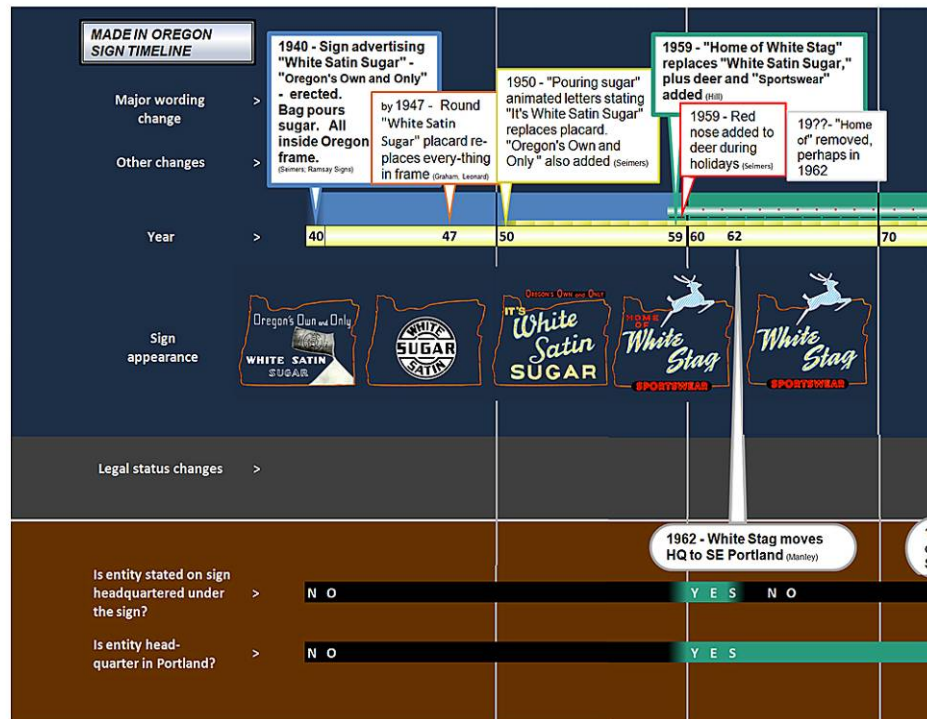 MADE IN OREGON
SIGN TIMELINE
1940 - Sign advertising
"White Satin Sugar" -
"Oregon's Own and Only"
- erected.
Bag pours
sugar. All
inside Oregon
frame.
(Seimers; Ramsay Signs)
by 1947 - Round
"White Satin
Sugar" placard re-
places every-thing
in frame (Graham, Leonard)
1950 - "Pouring sugar"
animated letters stating
"It's White Satin Sugar"
replaces placard.
"Oregon's Own and
Only " also added (Seimers)
1959 - "Home of White Stag"
replaces "White Satin Sugar,"
plus deer and "Sportswear"
added (Hill)
1959 - Red
nose added to
deer during
holidays (Seimers)
19??- "Home
of" removed,
perhaps in
1962
Major wording
change >
Other changes >
Year >
40 47 50 59 60 62 70
Sign
appearance
Oregon's Own and Only
WHITE SATIN
SUGAR
WHITE
SUGAR
SATIN
OREGON'S OWN AND ONLY
IT'S
White
Satin
SUGAR
HOME
OF
White
Stag
SPORTSWEAR
White
Stag
SPORTSWEAR
Legal status changes >
1962 - White Stag moves
HQ to SE Portland (Manley)
Is entity stated on sign
headquartered under
the sign? >
NO YES NO
Is entity head-
quarter in Portland? >
NO YES